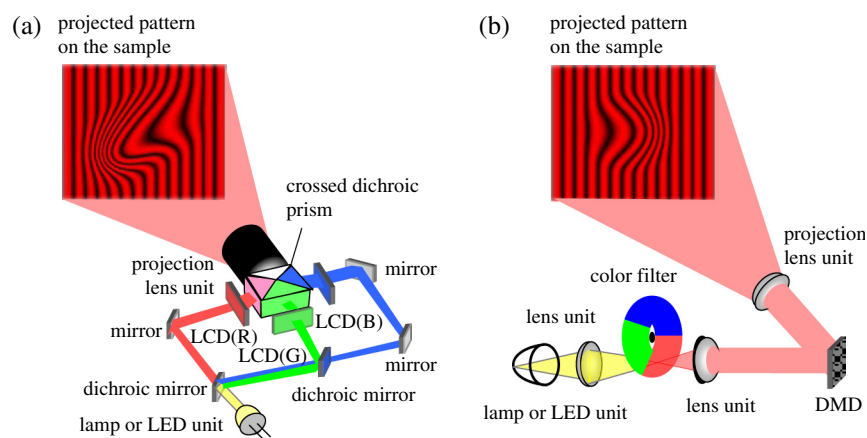 (a)
projected pattern
on the sample
crossed dichroic
prism
projection
lens unit
mirror
mirror
LCD(R)
LCD(B)
LCD(G)
mirror
dichroic mirror
dichroic mirror
lamp or LED unit
(b)
projected pattern
on the sample
projection
lens unit
color filter
lens unit
lamp or LED unit
lens unit
DMD